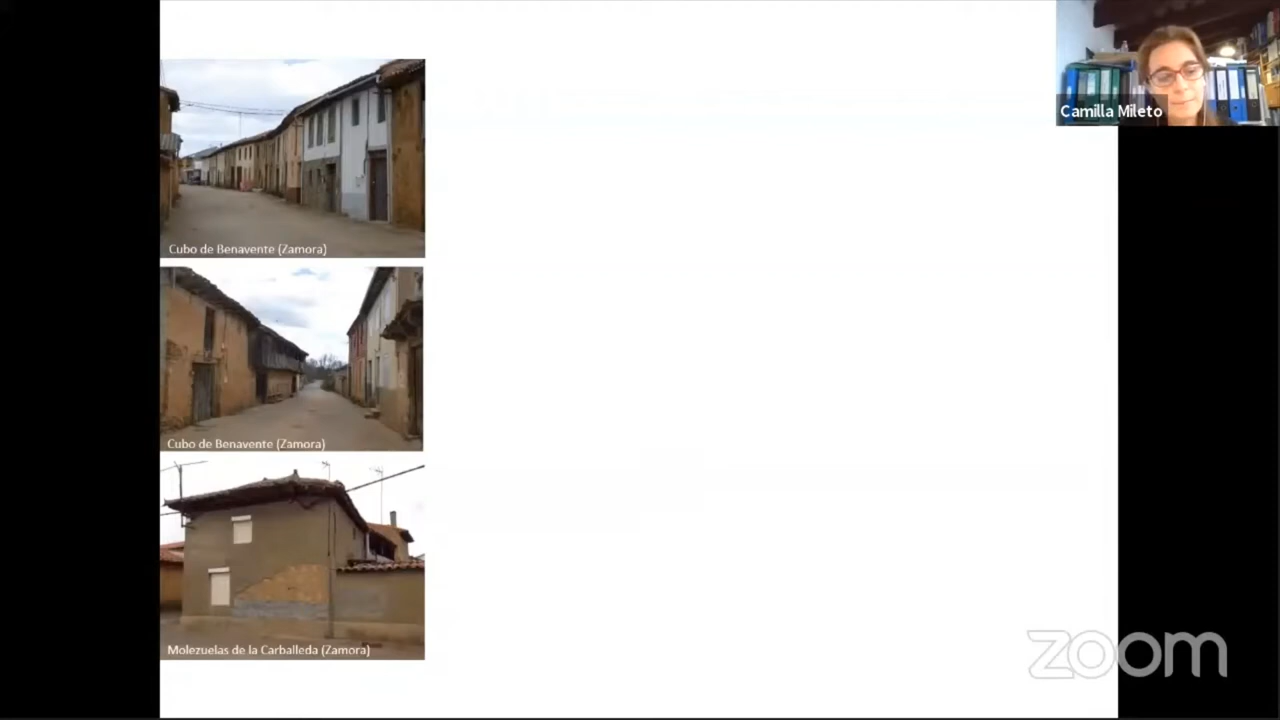 Camilla Mileto
Cubo de Benavente (Zamora)
Cubo de Benavente (Zamora)
Molezuelas de la Carballeda (Zamora)
zoom